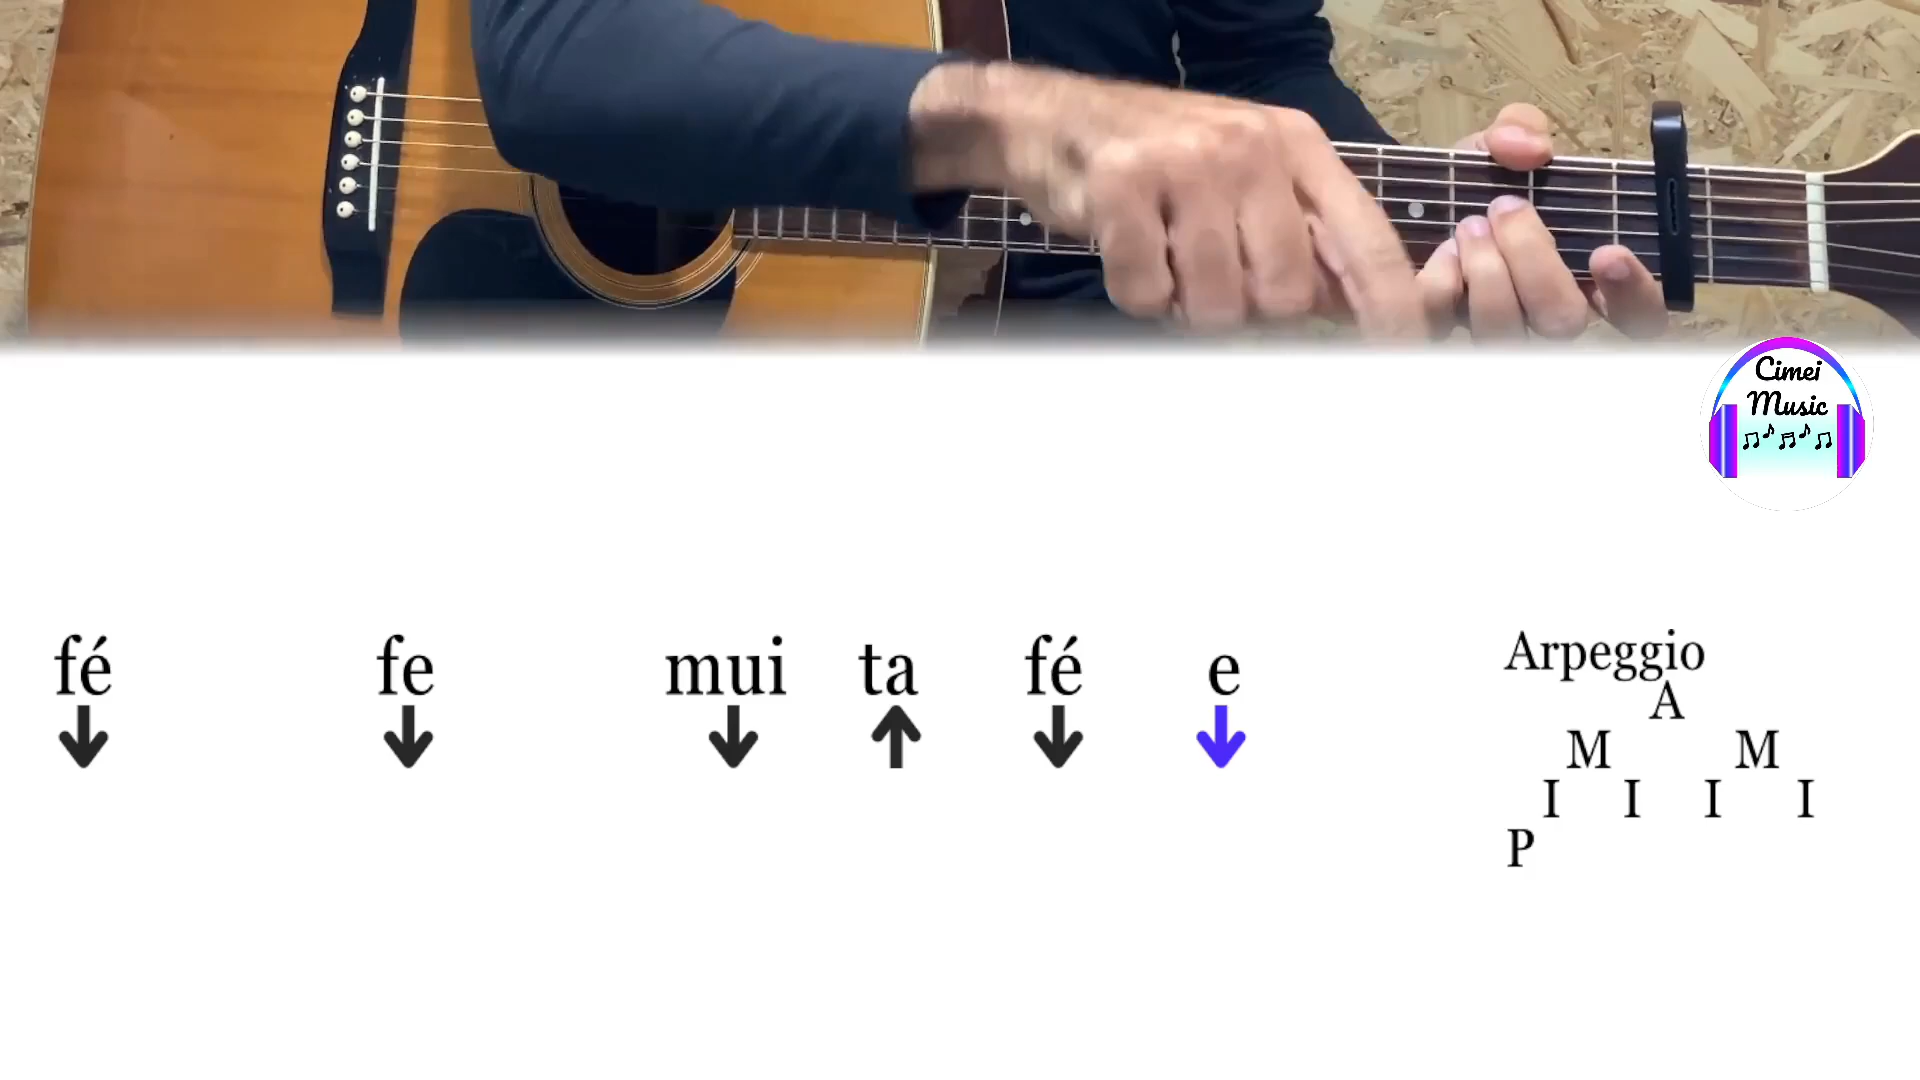 Cimei
Music
fé fe mui ta fé e
Arpeggio
A
M M
I I I I
P